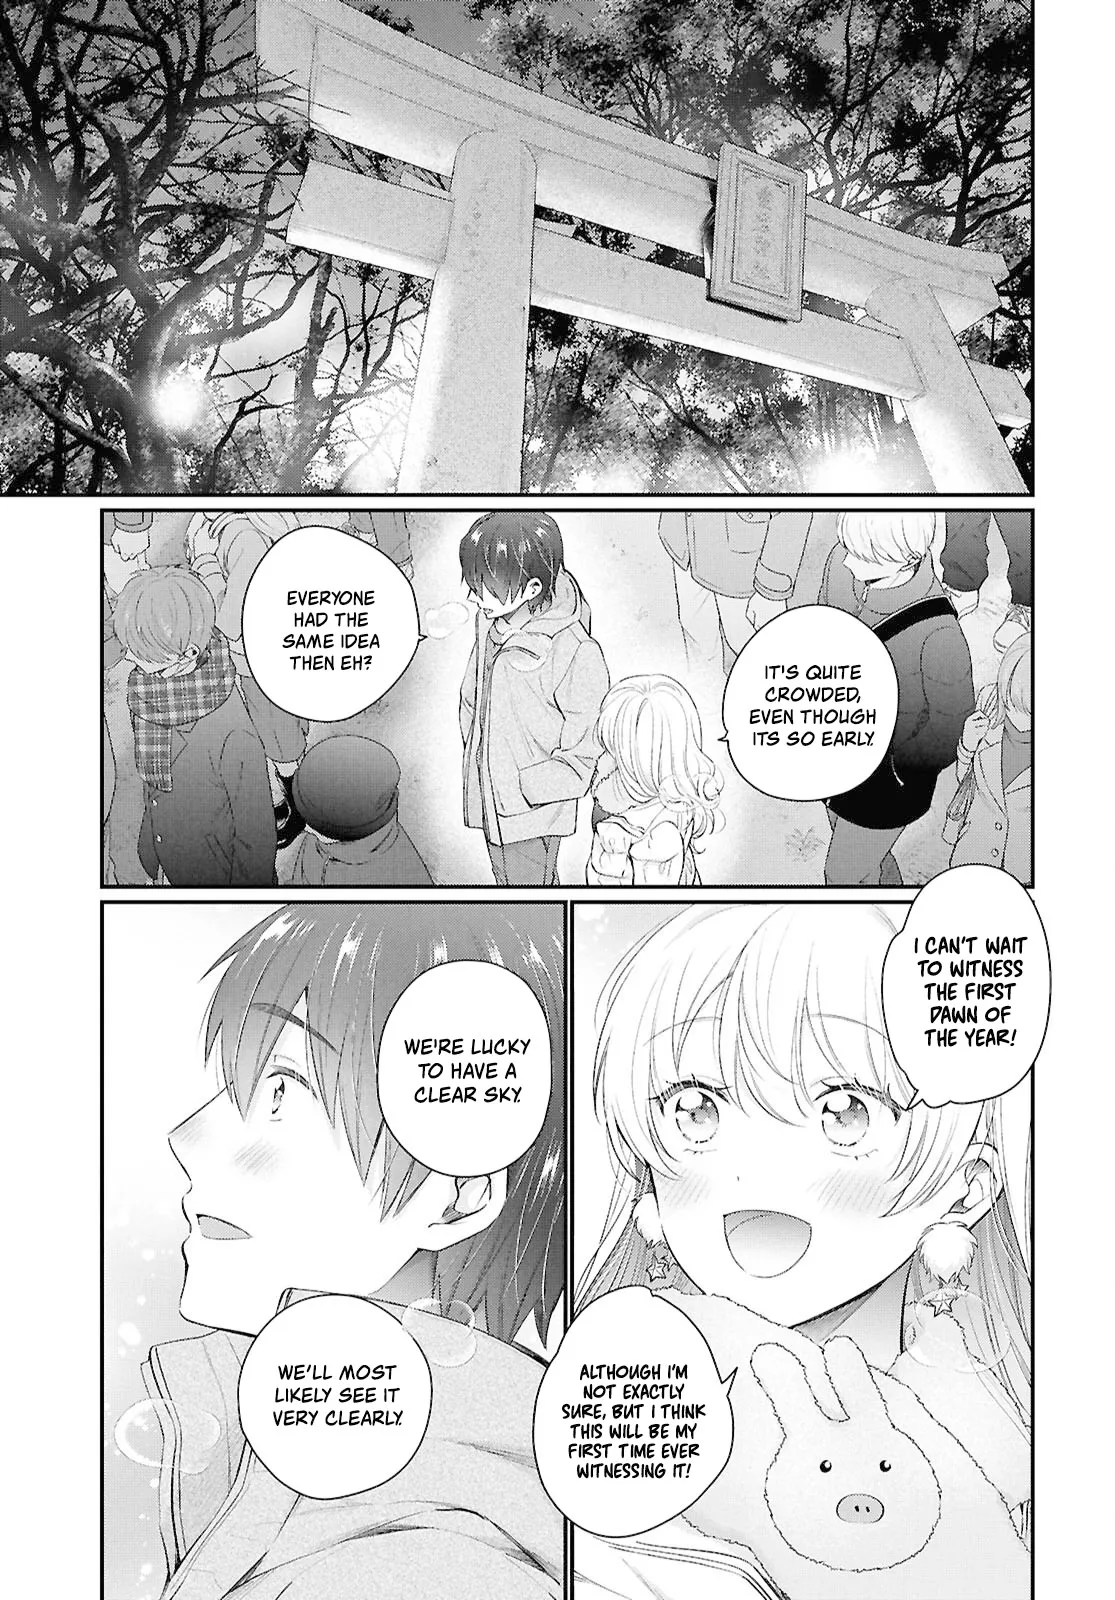 IT'S QUITE
CROWDED,
EVEN THOUGH
ITS SO EARLY.
EVERYONE
HAD THE
SAME IDEA
THEN EH?
I CAN'T WAIT
TO WITNESS
THE FIRST
DAWN OF
THE YEAR!
ALTHOUGH I'M
NOT EXACTLY
SURE, BUT I THINK
THIS WILL BE MY
FIRST TIME EVER
WITNESSING IT!
WE'RE LUCKY
TO HAVE A
CLEAR SKY.
WE'LL MOST
LIKELY SEE IT
VERY CLEARLY.